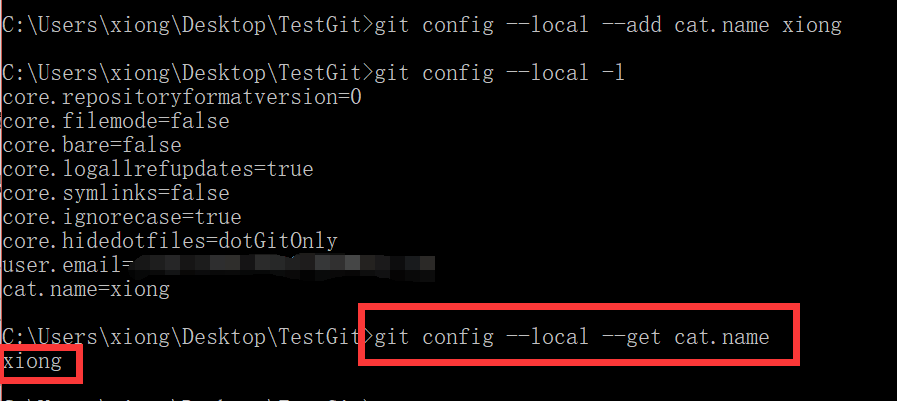 C:\Users\xiong\Desktop\TestGit>git config --local --add cat.name xiong
C:\Users\xiong\Desktop\TestGit>git config --local -l
core.repositoryformatversion=0
core.filemode=false
core.bare=false
core.logallrefupdates=true
core.symlinks=false
core.ignorecase=true
core.hidedotfiles=dotGitOnly
user.email=
cat.name=xiong
C:\Users\xiong\Desktop\TestGit>git config --local --get cat.name
xiong